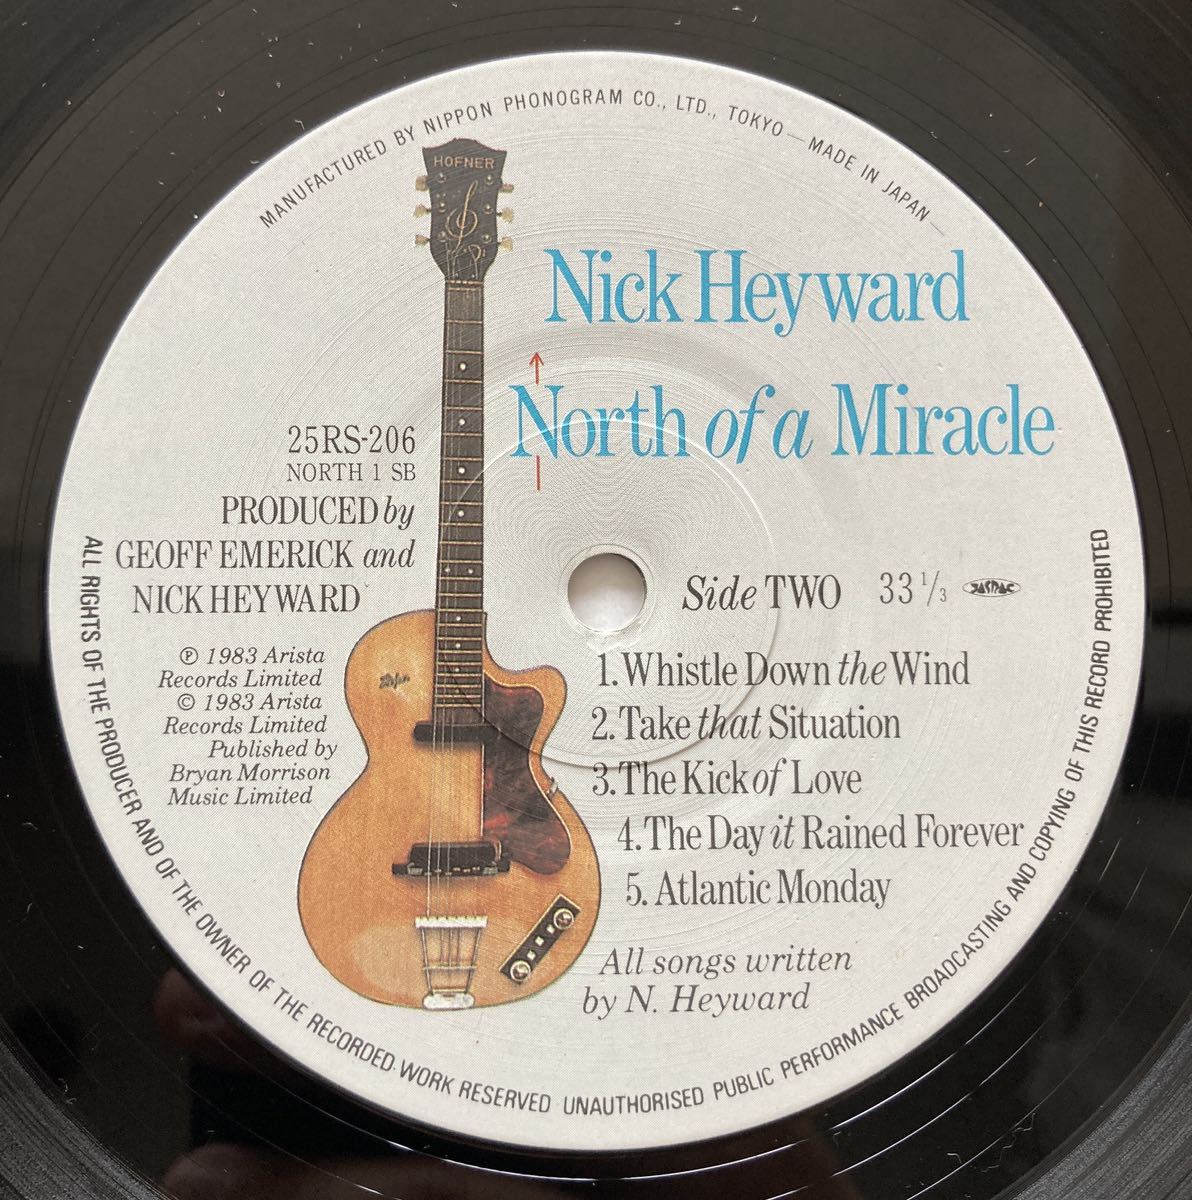 MANUFACTURED BY NIPPON PHONOGRAM CO., LTD., TOKYO — MADE IN JAPAN
HOFNER
Nick Heyward
North of a Miracle
25RS-206
NORTH 1 SB
PRODUCED by
GEOFF EMERICK and
NICK HEYWARD
℗ 1983 Arista
Records Limited
© 1983 Arista
Records Limited
Published by
Bryan Morrison
Music Limited
Side TWO 33 1/3 JASRAC
1. Whistle Down the Wind
2. Take that Situation
3. The Kick of Love
4. The Day it Rained Forever
5. Atlantic Monday
All songs written
by N. Heyward
ALL RIGHTS OF THE PRODUCER AND OF THE OWNER OF THE RECORDED WORK RESERVED UNAUTHORISED PUBLIC PERFORMANCE BROADCASTING AND COPYING OF THIS RECORD PROHIBITED